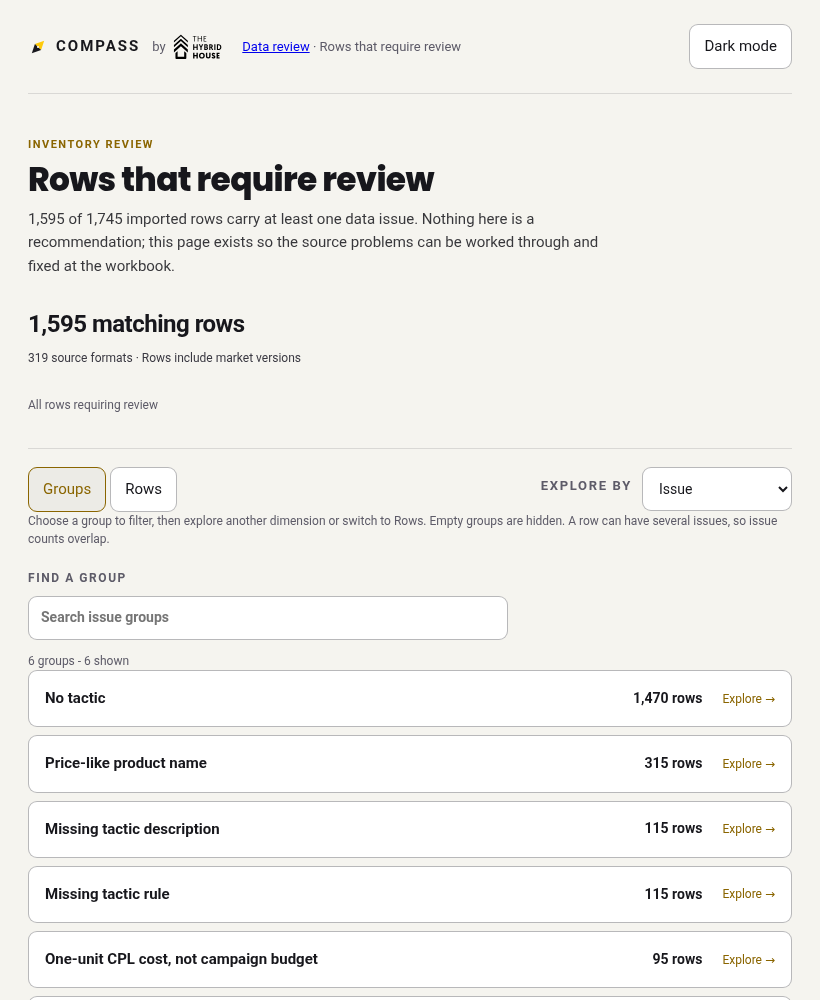 COMPASS by THE HYBRID HOUSE Data review · Rows that require review Dark mode
INVENTORY REVIEW
Rows that require review
1,595 of 1,745 imported rows carry at least one data issue. Nothing here is a
recommendation; this page exists so the source problems can be worked through and
fixed at the workbook.
1,595 matching rows
319 source formats · Rows include market versions
All rows requiring review
Groups Rows EXPLORE BY Issue
Choose a group to filter, then explore another dimension or switch to Rows. Empty groups are hidden. A row can have several issues, so issue
counts overlap.
FIND A GROUP
Search issue groups
6 groups - 6 shown
No tactic 1,470 rows Explore →
Price-like product name 315 rows Explore →
Missing tactic description 115 rows Explore →
Missing tactic rule 115 rows Explore →
One-unit CPL cost, not campaign budget 95 rows Explore →